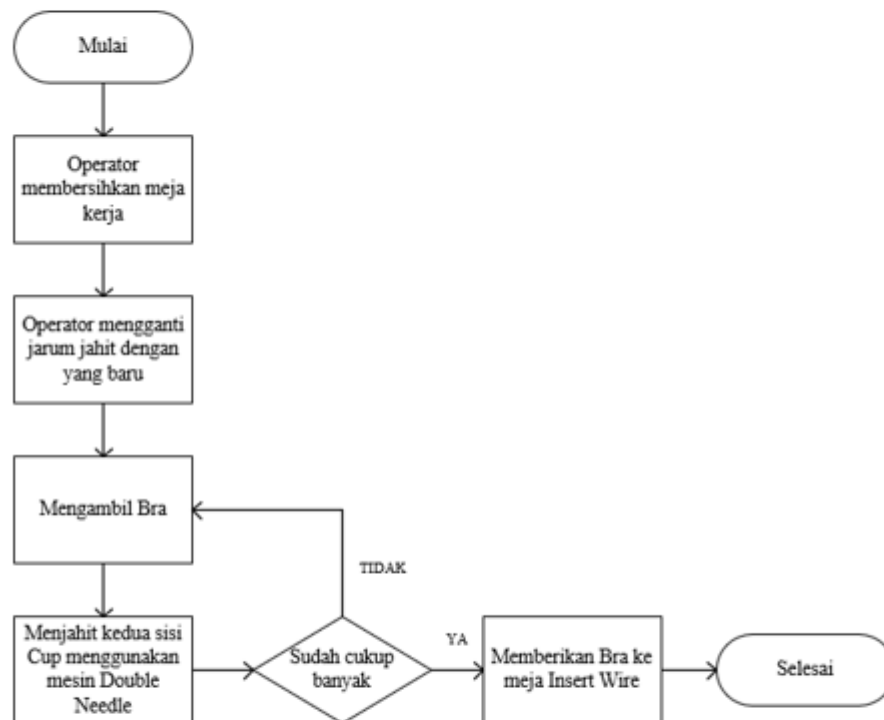 Mulai
Operator
membersihkan meja
kerja
Operator mengganti
jarum jahit dengan
yang baru
Mengambil Bra
TIDAK
Menjahit kedua sisi
Cup menggunakan
mesin Double
Needle
Sudah cukup
banyak
YA
Memberikan Bra ke
meja Insert Wire
Selesai